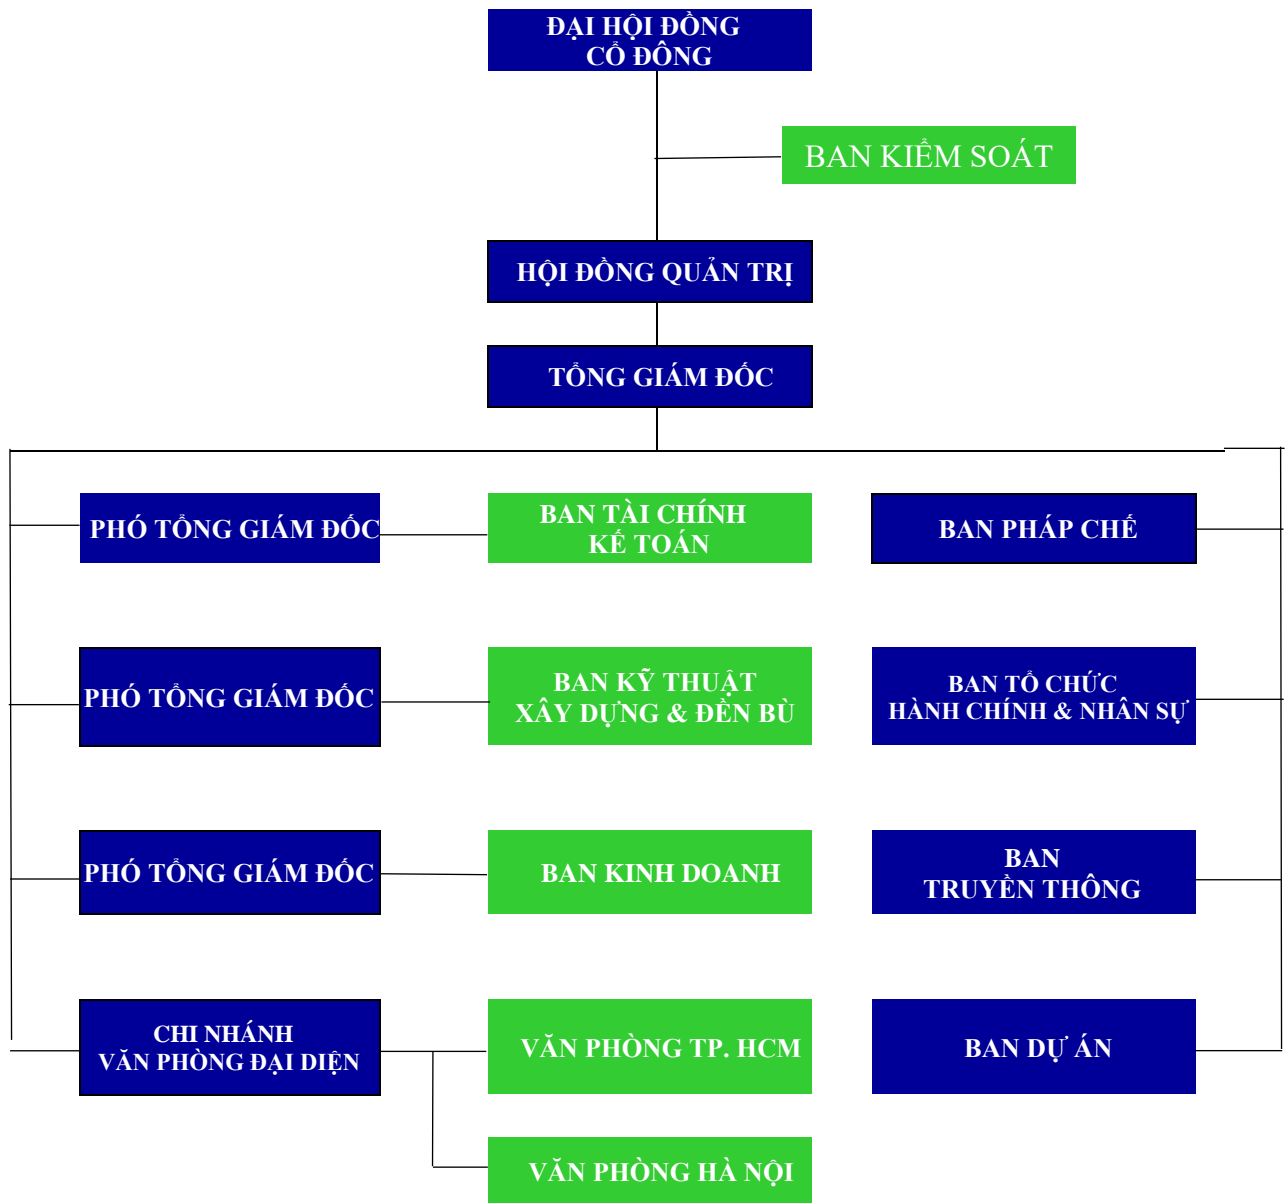 ĐẠI HỘI ĐỒNG
CỔ ĐÔNG
BAN KIỂM SOÁT
HỘI ĐỒNG QUẢN TRỊ
TỔNG GIÁM ĐỐC
PHÓ TỔNG GIÁM ĐỐC
BAN TÀI CHÍNH
KẾ TOÁN
BAN PHÁP CHẾ
PHÓ TỔNG GIÁM ĐỐC
BAN KỸ THUẬT
XÂY DỰNG & ĐỀN BÙ
BAN TỔ CHỨC
HÀNH CHÍNH & NHÂN SỰ
PHÓ TỔNG GIÁM ĐỐC
BAN KINH DOANH
BAN
TRUYỀN THÔNG
CHI NHÁNH
VĂN PHÒNG ĐẠI DIỆN
VĂN PHÒNG TP. HCM
BAN DỰ ÁN
VĂN PHÒNG HÀ NỘI